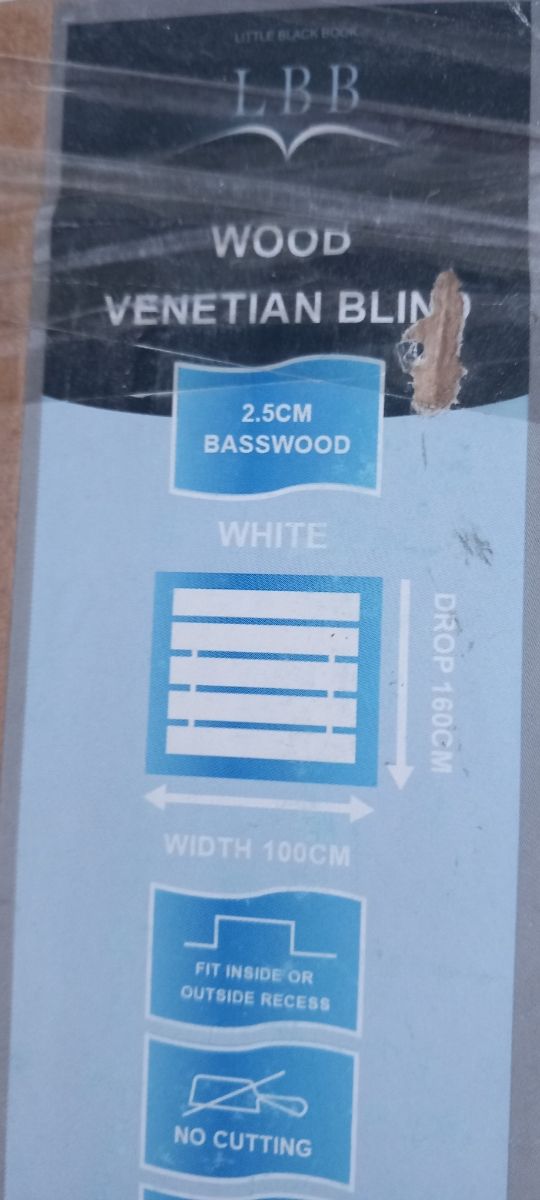 LITTLE BLACK BOOK
LBB
WOOD
VENETIAN BLIND
2.5CM
BASSWOOD
WHITE
DROP 160CM
WIDTH 100CM
FIT INSIDE OR
OUTSIDE RECESS
NO CUTTING